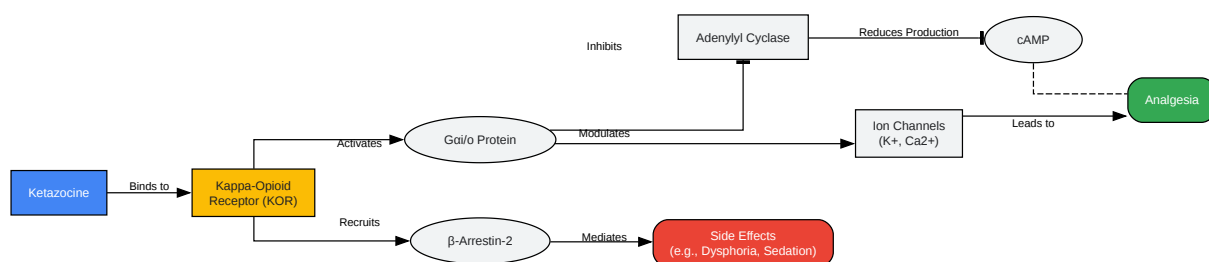 Inhibits
Adenylyl Cyclase
Reduces Production
cAMP
Analgesia
Ion Channels
(K+, Ca2+)
Leads to
Modulates
Gαi/o Protein
Activates
Ketazocine
Binds to
Kappa-Opioid
Receptor (KOR)
Recruits
β-Arrestin-2
Mediates
Side Effects
(e.g., Dysphoria, Sedation)